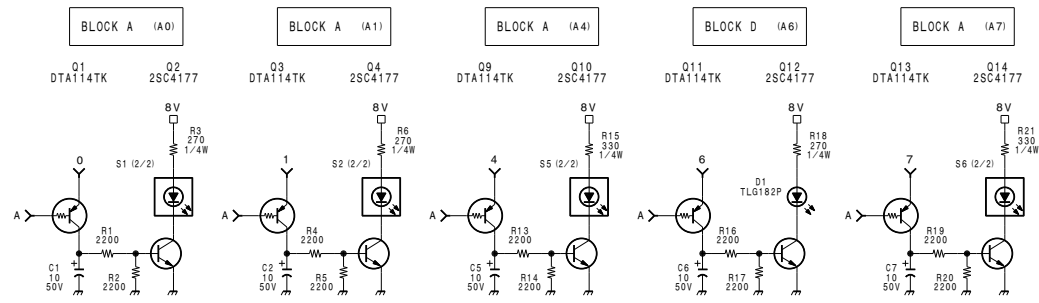 BLOCK A (A0)
Q1
DTA114TK
Q2
2SC4177
8V
R3
270
1/4W
0
S1 (2/2)
A
R1
2200
C1
10
50V
+
R2
2200
BLOCK A (A1)
Q3
DTA114TK
Q4
2SC4177
8V
R6
270
1/4W
1
S2 (2/2)
A
R4
2200
C2
10
50V
+
R5
2200
BLOCK A (A4)
Q9
DTA114TK
Q10
2SC4177
8V
R15
330
1/4W
4
S5 (2/2)
A
R13
2200
C5
10
50V
+
R14
2200
BLOCK D (A6)
Q11
DTA114TK
Q12
2SC4177
8V
R18
270
1/4W
6
D1
TLG182P
A
R16
2200
C6
10
50V
+
R17
2200
BLOCK A (A7)
Q13
DTA114TK
Q14
2SC4177
8V
R21
330
1/4W
7
S6 (2/2)
A
R19
2200
C7
10
50V
+
R20
2200